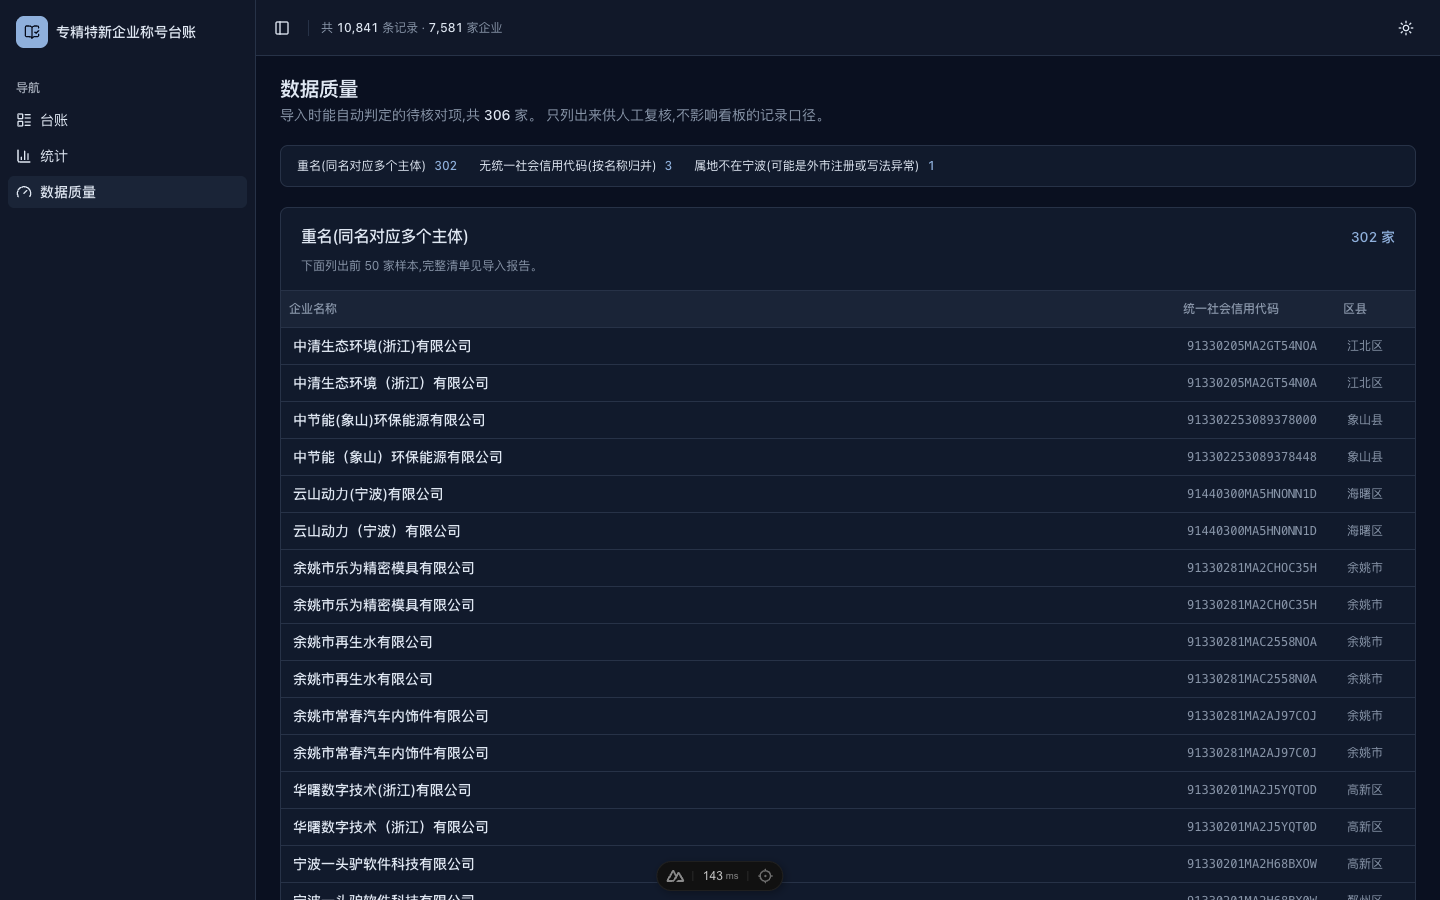 专精特新企业称号台账
共 10,841 条记录 · 7,581 家企业
导航
台账
统计
数据质量
数据质量
导入时能自动判定的待核对项,共 306 家。 只列出来供人工复核,不影响看板的记录口径。
重名(同名对应多个主体) 302 无统一社会信用代码(按名称归并) 3 属地不在宁波(可能是外市注册或写法异常) 1
重名(同名对应多个主体) 302 家
下面列出前 50 家样本,完整清单见导入报告。
企业名称 统一社会信用代码 区县
中清生态环境(浙江)有限公司 91330205MA2GT54NOA 江北区
中清生态环境（浙江）有限公司 91330205MA2GT54N0A 江北区
中节能(象山)环保能源有限公司 913302253089378000 象山县
中节能（象山）环保能源有限公司 913302253089378448 象山县
云山动力(宁波)有限公司 91440300MA5HNONN1D 海曙区
云山动力（宁波）有限公司 91440300MA5HN0NN1D 海曙区
余姚市乐为精密模具有限公司 91330281MA2CHOC35H 余姚市
余姚市乐为精密模具有限公司 91330281MA2CH0C35H 余姚市
余姚市再生水有限公司 91330281MAC2558NOA 余姚市
余姚市再生水有限公司 91330281MAC2558N0A 余姚市
余姚市常春汽车内饰件有限公司 91330281MA2AJ97COJ 余姚市
余姚市常春汽车内饰件有限公司 91330281MA2AJ97C0J 余姚市
华曙数字技术(浙江)有限公司 91330201MA2J5YQTOD 高新区
华曙数字技术（浙江）有限公司 91330201MA2J5YQT0D 高新区
宁波一头驴软件科技有限公司 91330201MA2H68BXOW 高新区
宁波一头驴软件科技有限公司 91330201MA2H68BX0W 鄞州区
143 ms